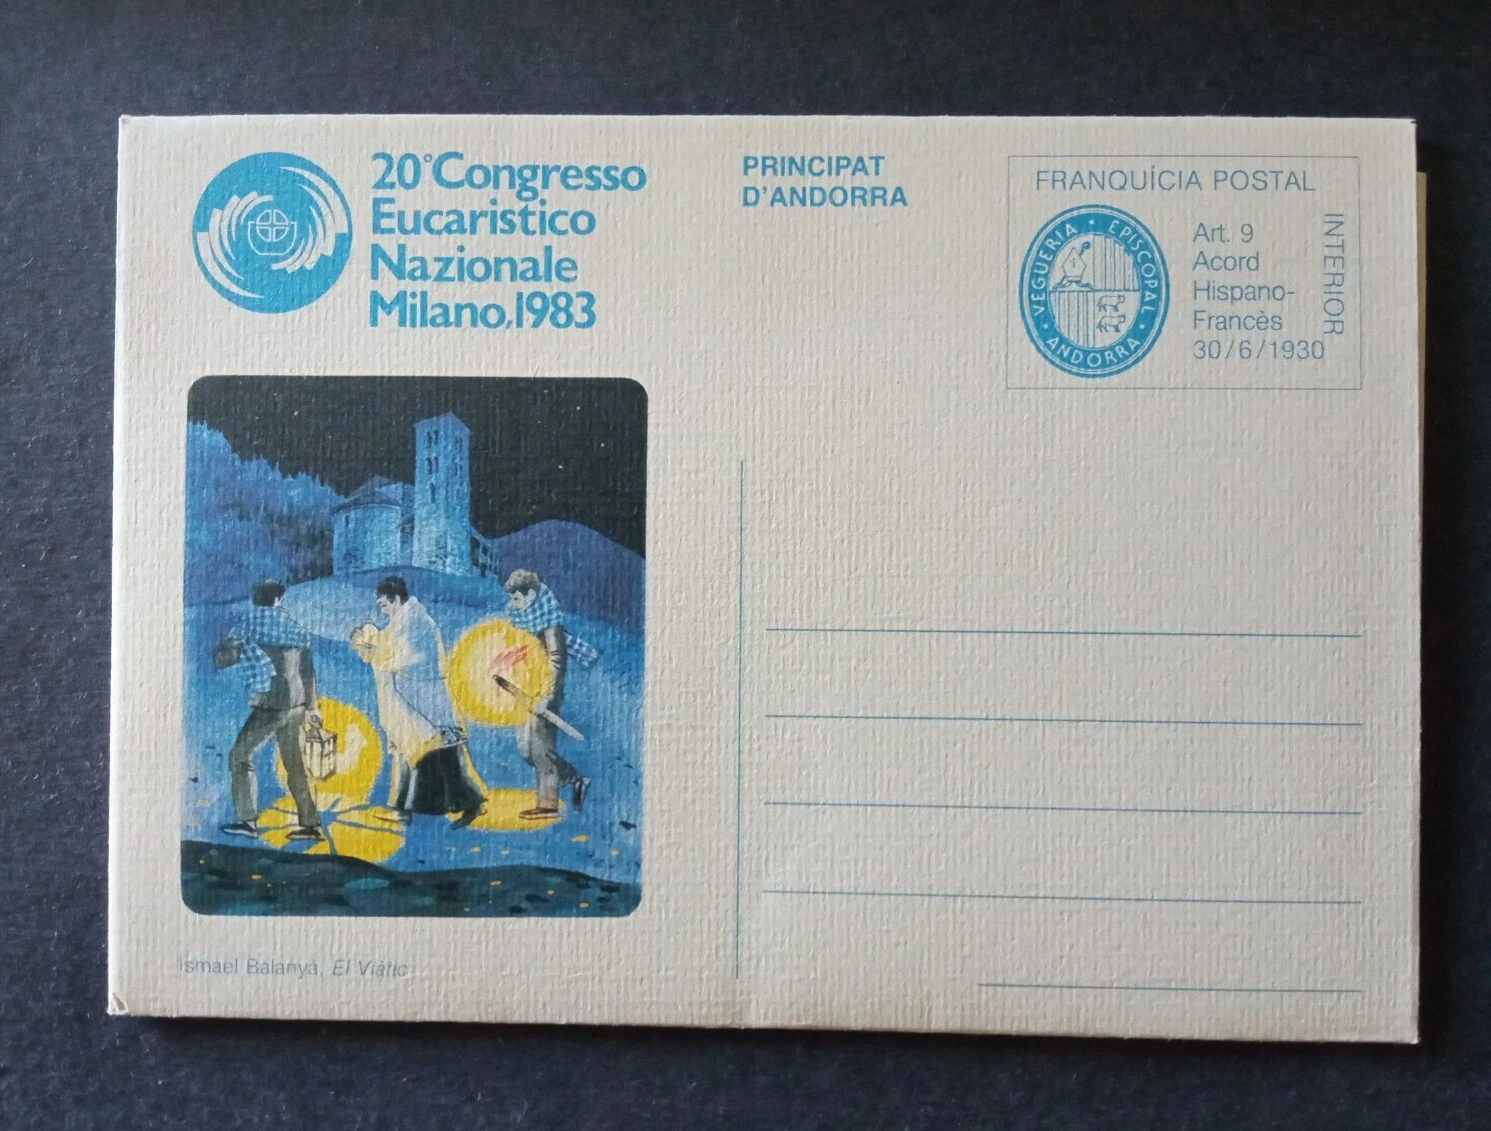 20° Congresso
Eucaristico
Nazionale
Milano, 1983
PRINCIPAT
D'ANDORRA
FRANQUÍCIA POSTAL
INTERIOR
VEGUERIA · EPISCOPAL · ANDORRA ·
Art. 9
Acord
Hispano-
Francès
30/6/1930
Ismael Balanyà, El Viàtic